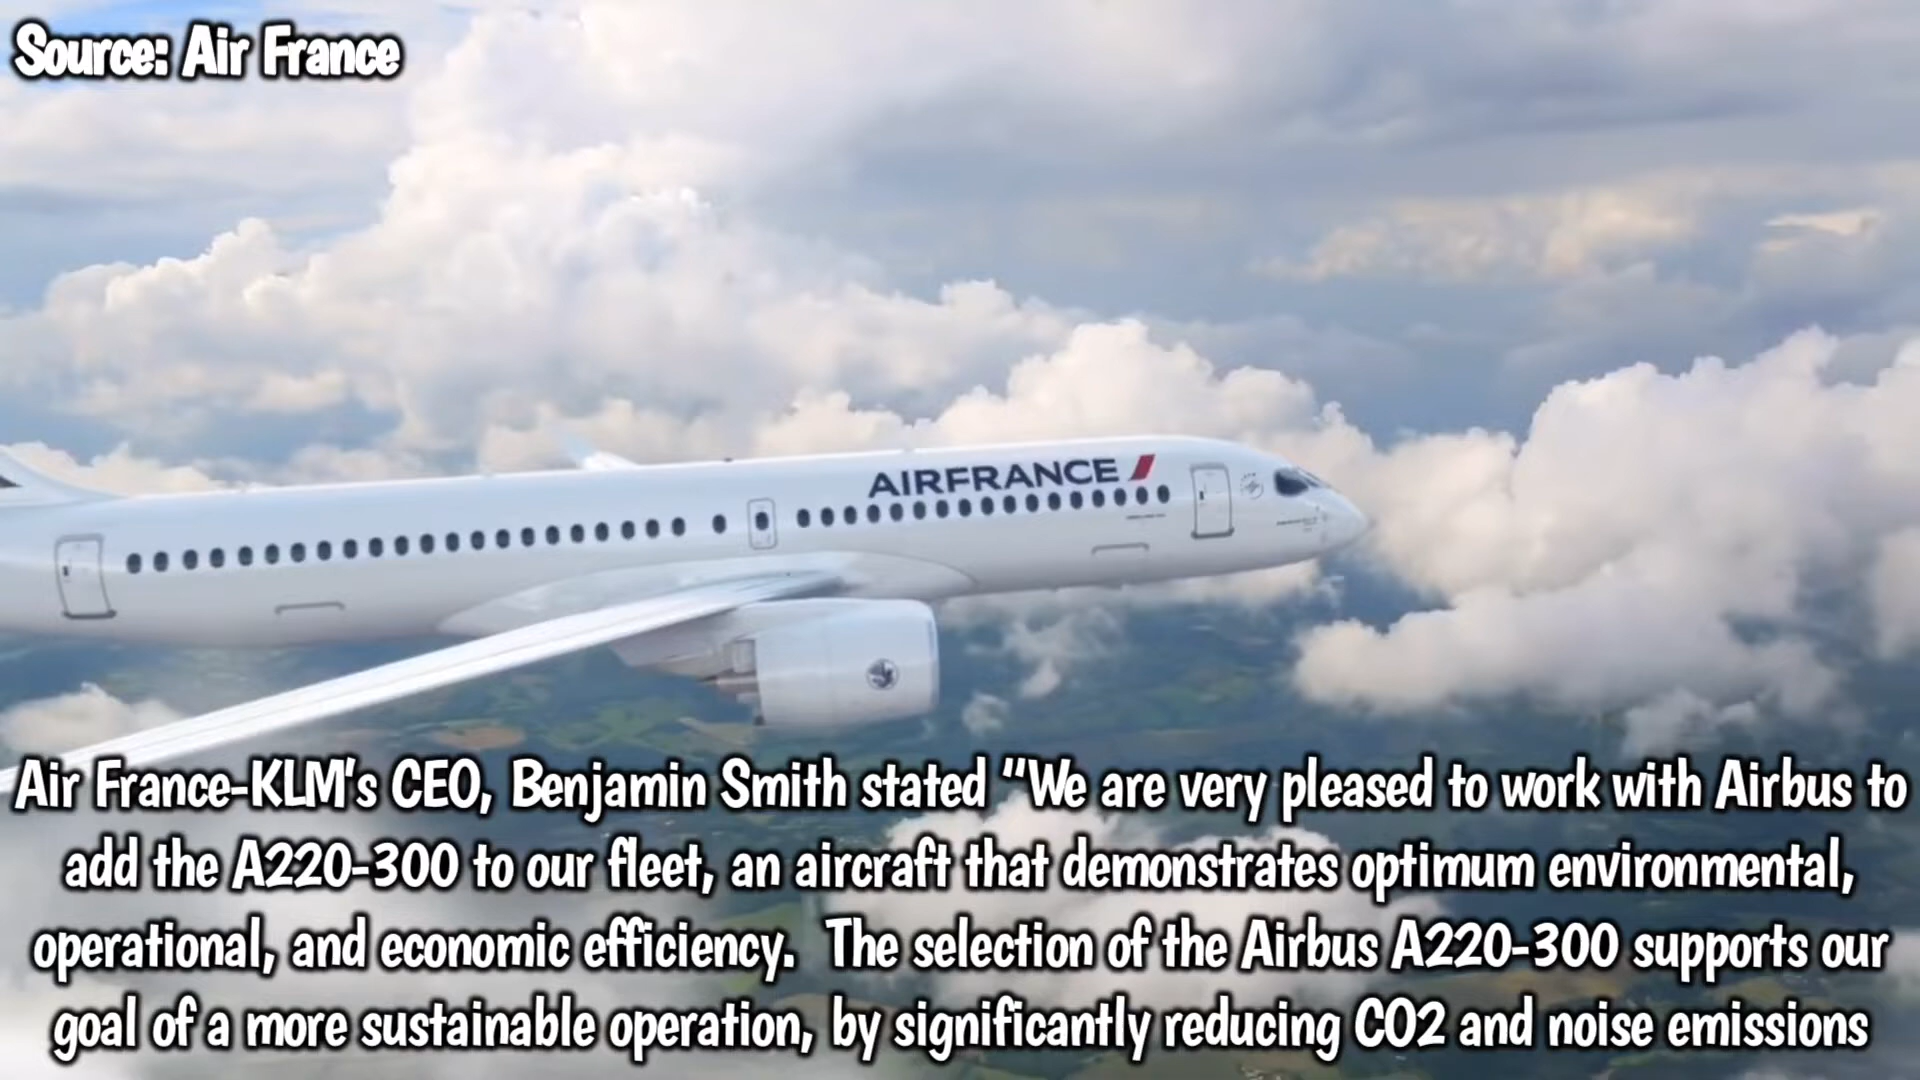 Source: Air France
AIRFRANCE
Air France-KLM's CEO, Benjamin Smith stated "We are very pleased to work with Airbus to
add the A220-300 to our fleet, an aircraft that demonstrates optimum environmental,
operational, and economic efficiency.  The selection of the Airbus A220-300 supports our
goal of a more sustainable operation, by significantly reducing CO2 and noise emissions